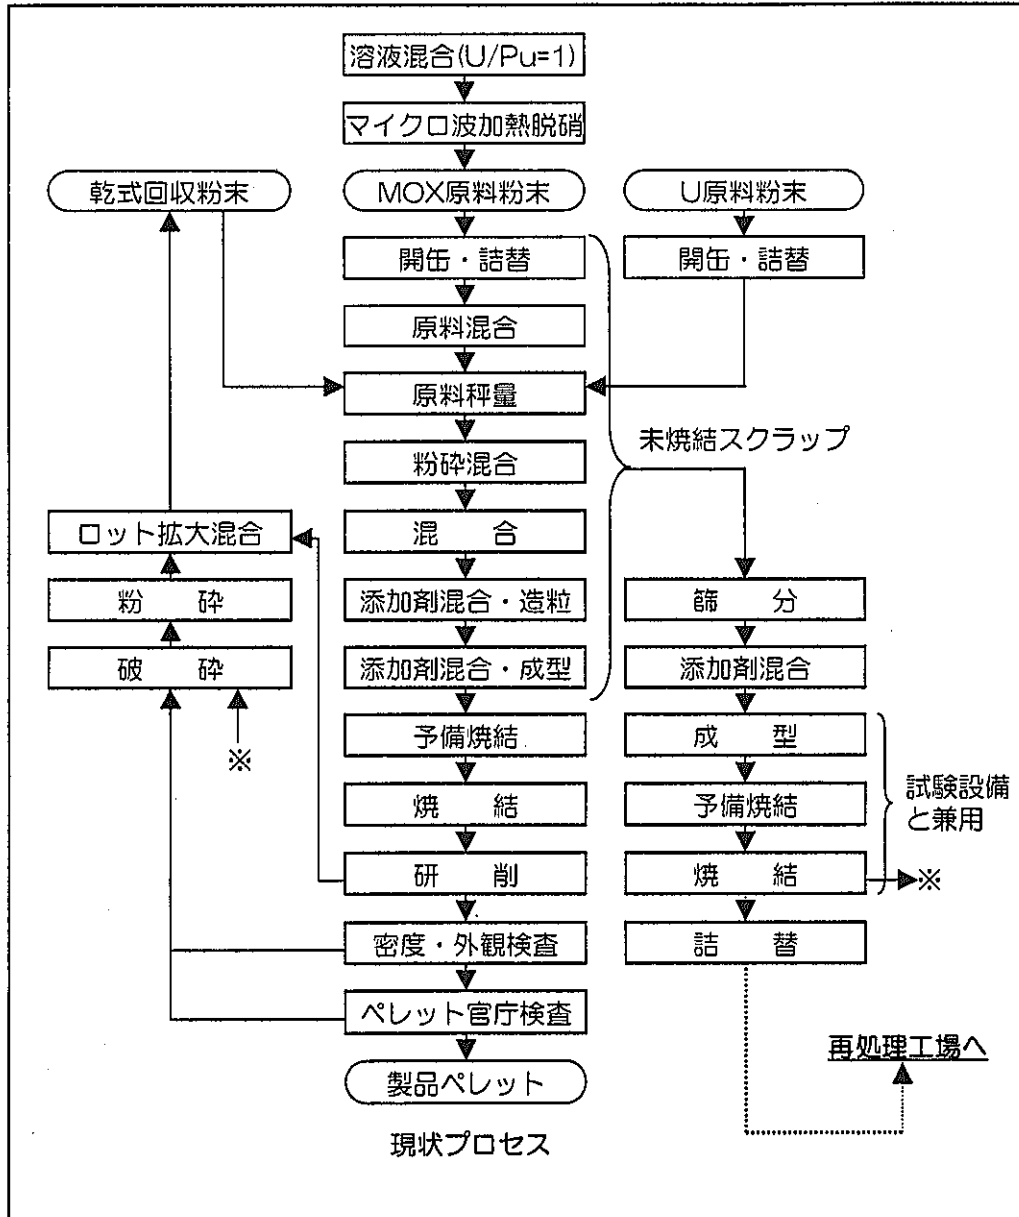 溶液混合(U/Pu=1)
マイクロ波加熱脱硝
乾式回収粉末
MOX原料粉末
U原料粉末
開缶・詰替
開缶・詰替
原料混合
原料秤量
未焼結スクラップ
粉砕混合
ロット拡大混合
混 合
粉 砕
添加剤混合・造粒
篩 分
破 砕
添加剤混合・成型
添加剤混合
※
予備焼結
成 型
試験設備
と兼用
焼 結
予備焼結
研 削
焼 結
※
密度・外観検査
詰 替
ペレット官庁検査
再処理工場へ
製品ペレット
現状プロセス